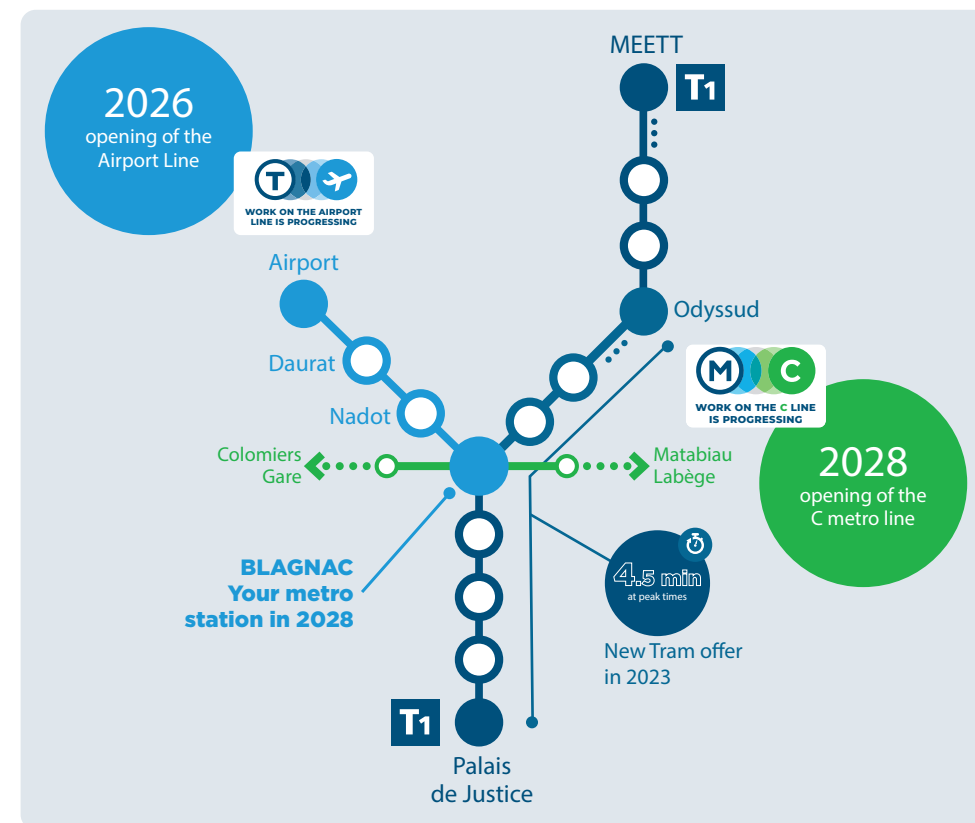 MEETT
T1
2026
opening of the
Airport Line
T
WORK ON THE AIRPORT
LINE IS PROGRESSING
Airport
Odyssud
Daurat
M C
WORK ON THE C LINE
IS PROGRESSING
Nadot
Colomiers
Gare
Matabiau
Labège
2028
opening of the
C metro line
BLAGNAC
Your metro
station in 2028
4.5 min
at peak times
New Tram offer
in 2023
T1
Palais
de Justice